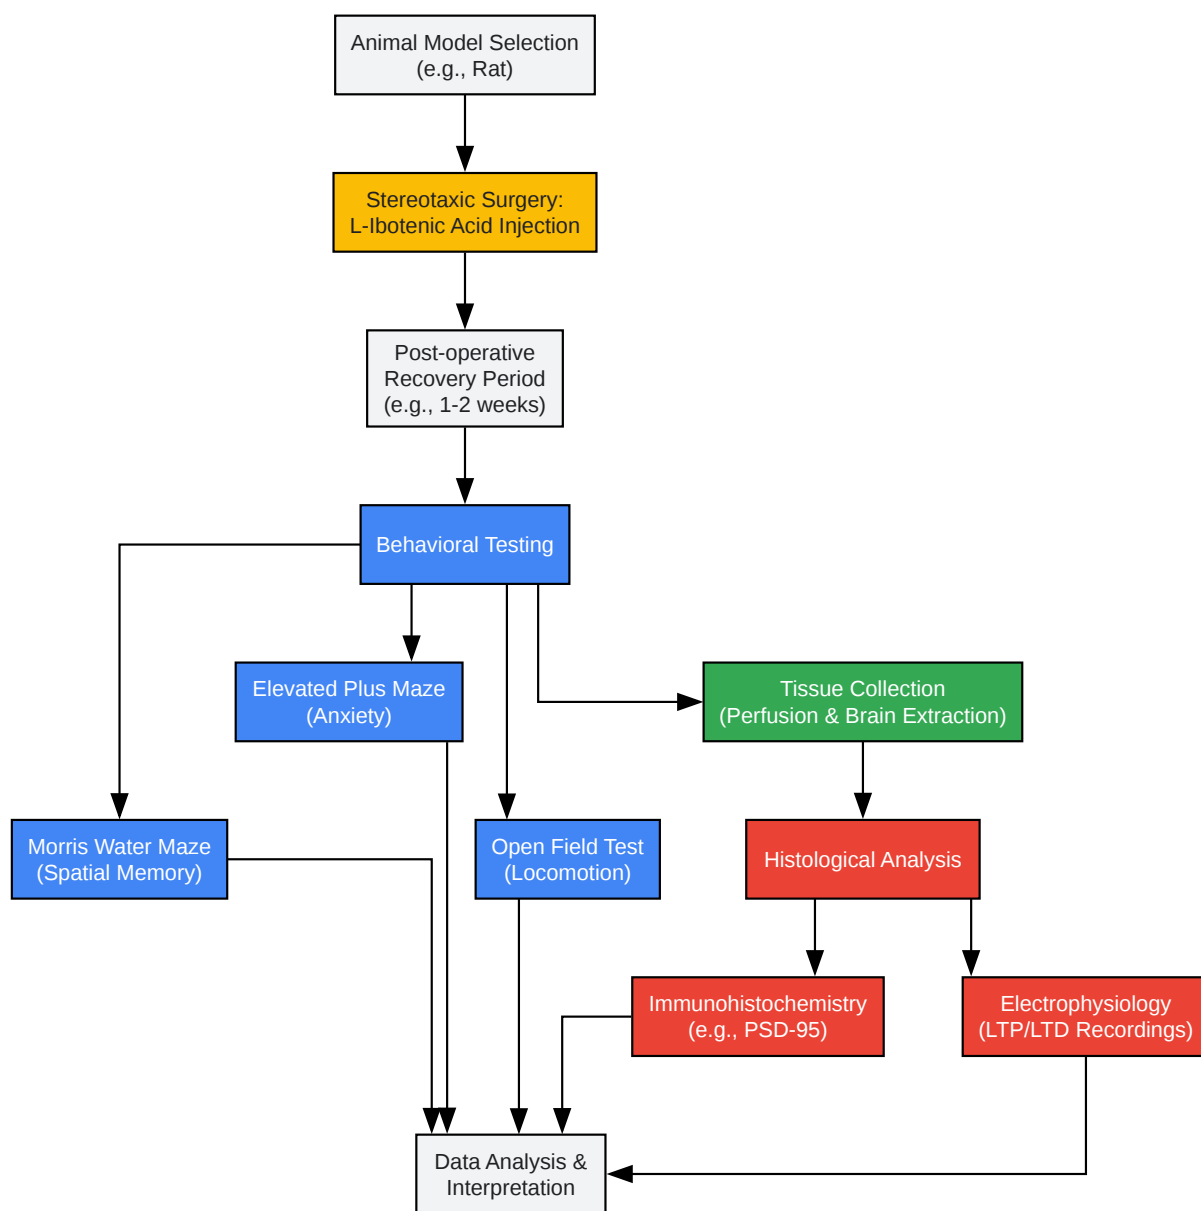 Animal Model Selection
(e.g., Rat)
Stereotaxic Surgery:
L-Ibotenic Acid Injection
Post-operative
Recovery Period
(e.g., 1-2 weeks)
Behavioral Testing
Elevated Plus Maze
(Anxiety)
Tissue Collection
(Perfusion & Brain Extraction)
Morris Water Maze
(Spatial Memory)
Open Field Test
(Locomotion)
Histological Analysis
Immunohistochemistry
(e.g., PSD-95)
Electrophysiology
(LTP/LTD Recordings)
Data Analysis &
Interpretation